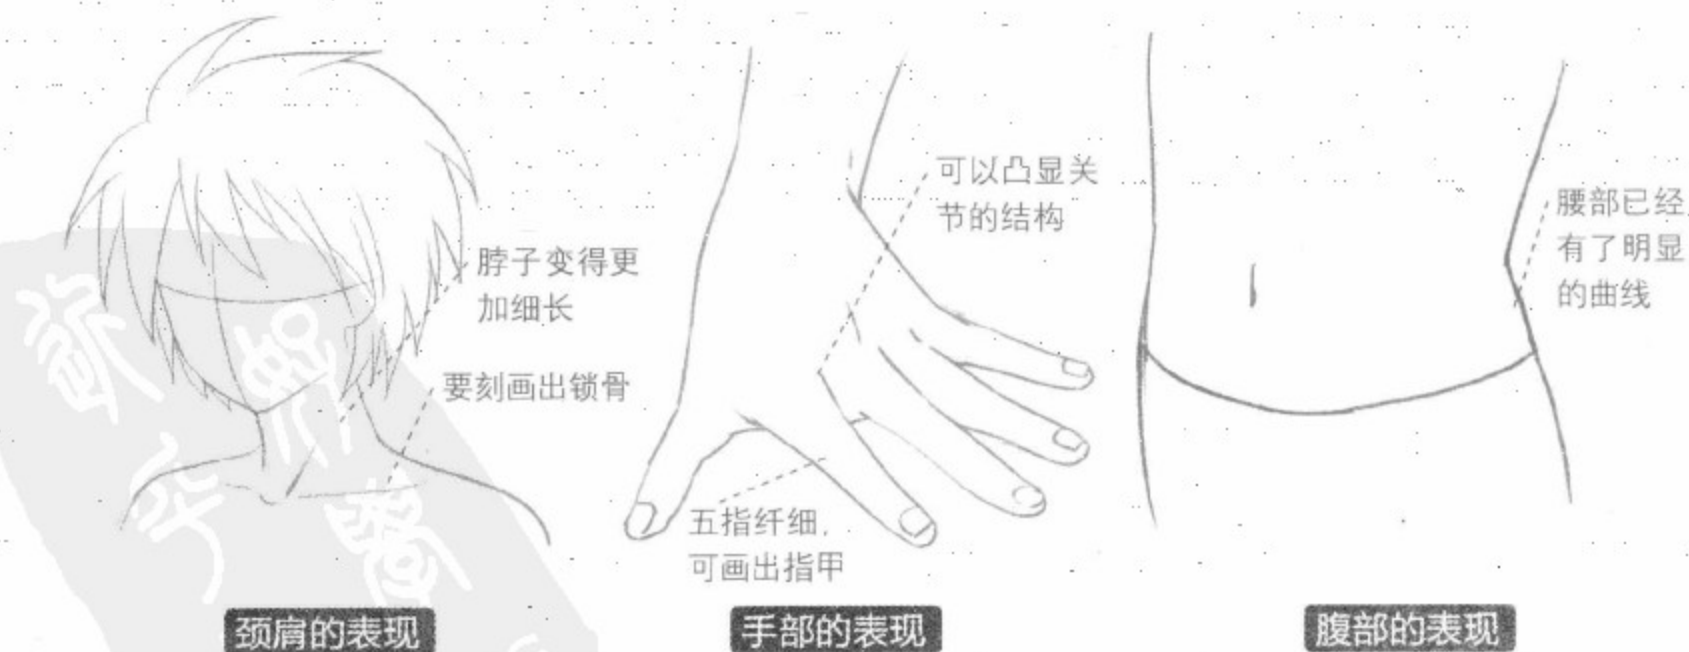 脖子变得更
加细长
要刻画出锁骨
颈肩的表现
可以凸显关
节的结构
五指纤细,
可画出指甲
手部的表现
腰部已经
有了明显
的曲线
腹部的表现